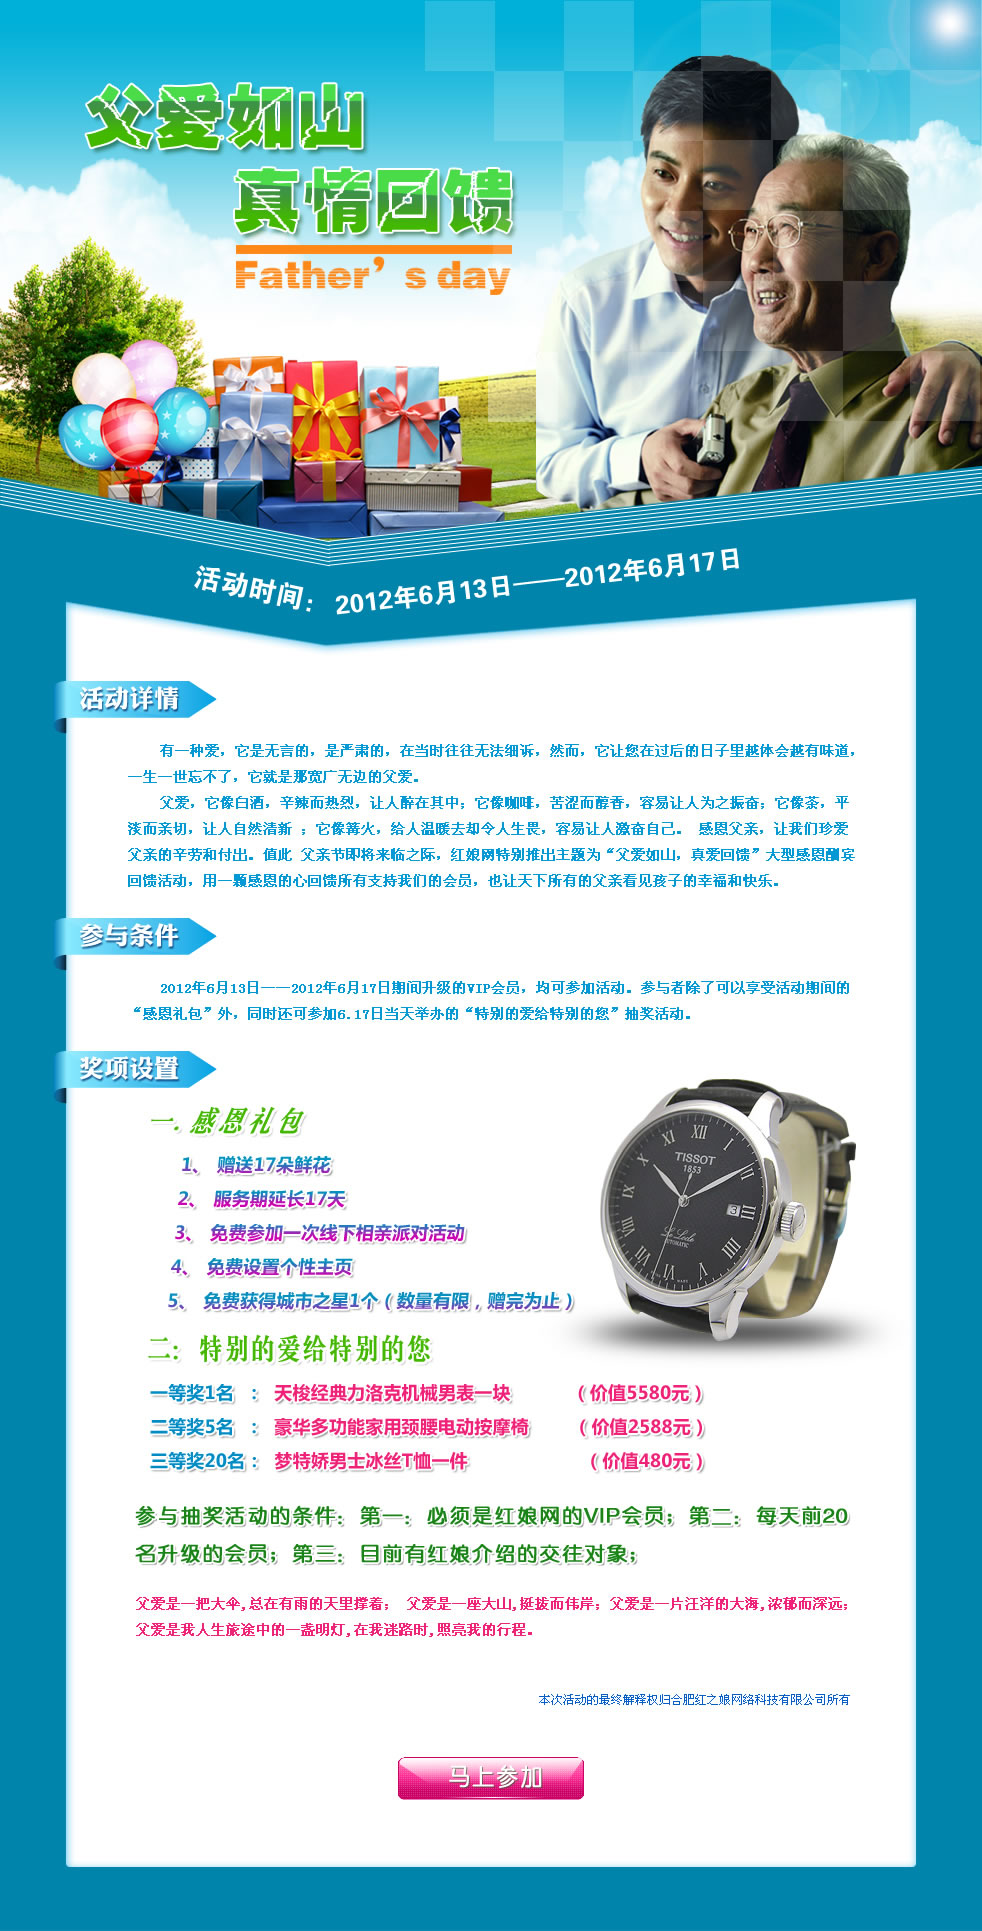 父爱如山
真情回馈
Father’s day
活动时间：2012年6月13日——2012年6月17日
活动详情
有一种爱，它是无言的，是严肃的，在当时往往无法细诉，然而，它让您在过后的日子里越体会越有味道，
一生一世忘不了，它就是那宽广无边的父爱。
父爱，它像白酒，辛辣而热烈，让人醉在其中；它像咖啡，苦涩而醇香，容易让人为之振奋；它像茶，平
淡而亲切，让人自然清新 ；它像篝火，给人温暖去却令人生畏，容易让人激奋自己。 感恩父亲，让我们珍爱
父亲的辛劳和付出。值此 父亲节即将来临之际，红娘网特别推出主题为“父爱如山，真爱回馈”大型感恩酬宾
回馈活动，用一颗感恩的心回馈所有支持我们的会员，也让天下所有的父亲看见孩子的幸福和快乐。
参与条件
2012年6月13日——2012年6月17日期间升级的VIP会员，均可参加活动。参与者除了可以享受活动期间的
“感恩礼包”外，同时还可参加6.17日当天举办的“特别的爱给特别的您”抽奖活动。
奖项设置
一. 感恩礼包
1、 赠送17朵鲜花
2、 服务期延长17天
3、 免费参加一次线下相亲派对活动
4、 免费设置个性主页
5、 免费获得城市之星1个（数量有限，赠完为止）
TISSOT
1853
Le Locle
AUTOMATIC
3
二：特别的爱给特别的您
一等奖1名 ： 天梭经典力洛克机械男表一块 （价值5580元）
二等奖5名 ： 豪华多功能家用颈腰电动按摩椅 （价值2588元）
三等奖20名： 梦特娇男士冰丝T恤一件 （价值480元）
参与抽奖活动的条件：第一：必须是红娘网的VIP会员；第二：每天前20
名升级的会员；第三：目前有红娘介绍的交往对象；
父爱是一把大伞,总在有雨的天里撑着； 父爱是一座大山,挺拔而伟岸；父爱是一片汪洋的大海,浓郁而深远；
父爱是我人生旅途中的一盏明灯,在我迷路时,照亮我的行程。
本次活动的最终解释权归合肥红之娘网络科技有限公司所有
马上参加